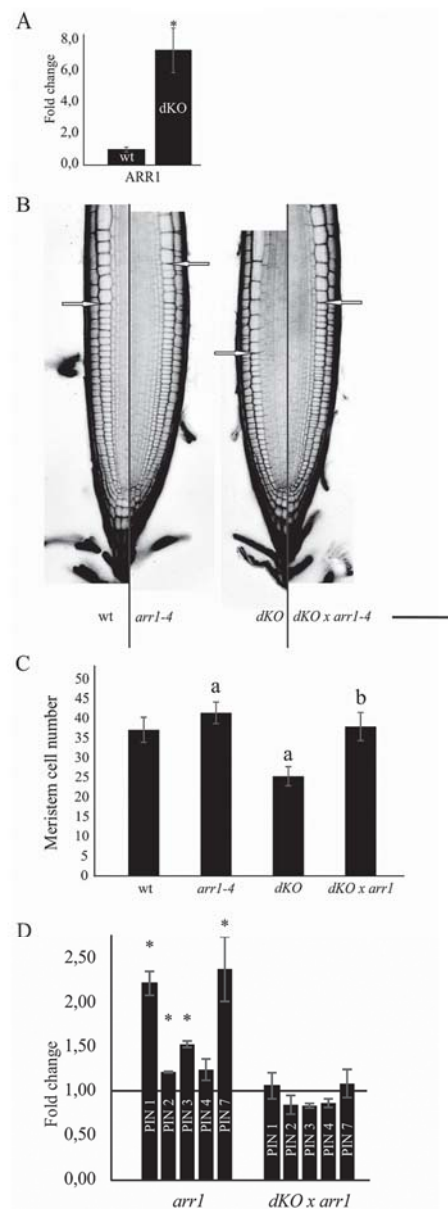 A
8,0
*
6,0
4,0
2,0
0,0
Fold change
wt
dKO
ARR1
B
wt
arr1-4
dKO
dKO x arr1-4
C
50
45
40
35
30
25
20
15
10
5
0
Meristem cell number
a
a
b
wt
arr1-4
dKO
dKO x arr1
D
2,50
2,00
1,50
1,00
0,50
0,00
Fold change
*
*
*
*
PIN 1
PIN 2
PIN 3
PIN 4
PIN 7
PIN 1
PIN 2
PIN 3
PIN 4
PIN 7
arr1
dKO x arr1